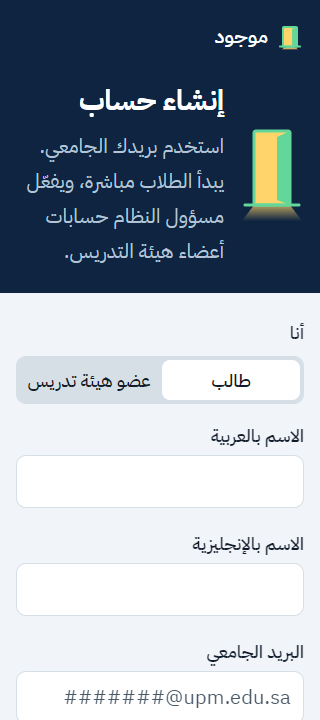 موجود
إنشاء حساب
استخدم بريدك الجامعي.
يبدأ الطلاب مباشرة، ويفعّل
مسؤول النظام حسابات
أعضاء هيئة التدريس.
أنا
طالب
عضو هيئة تدريس
الاسم بالعربية
الاسم بالإنجليزية
البريد الجامعي
#######@upm.edu.sa